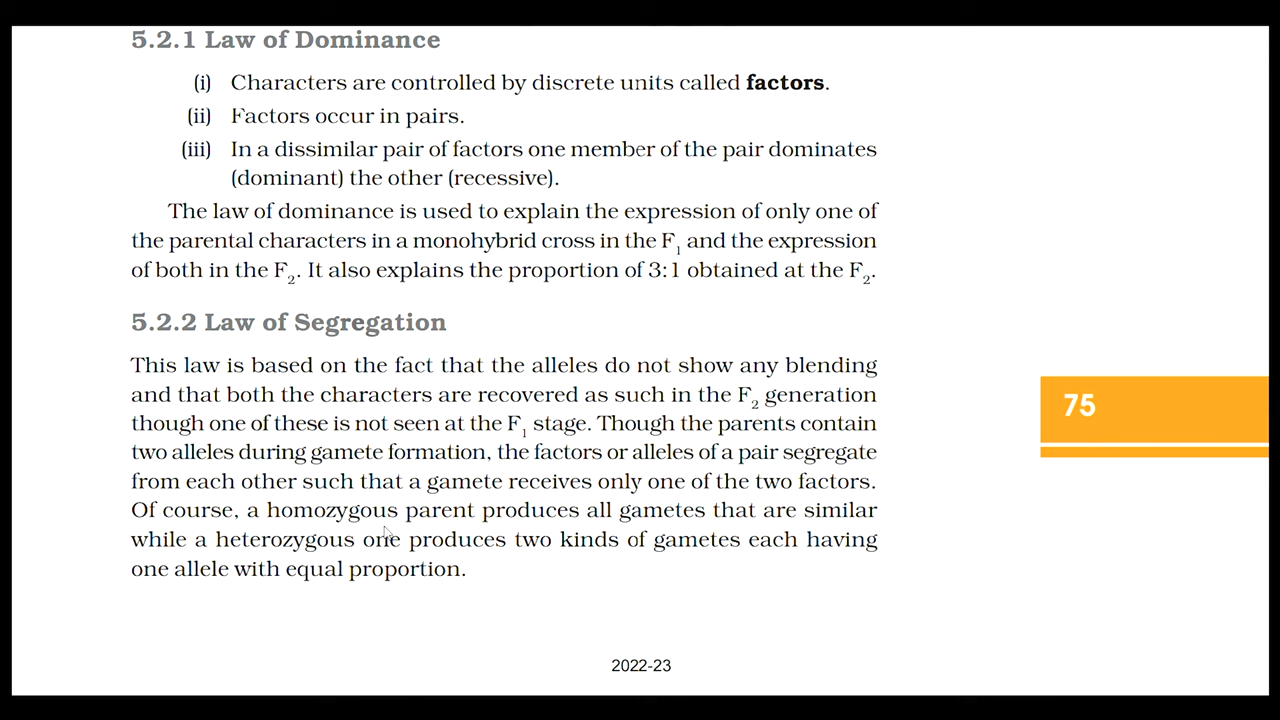 5.2.1 Law of Dominance
(i) Characters are controlled by discrete units called factors.
(ii) Factors occur in pairs.
(iii) In a dissimilar pair of factors one member of the pair dominates
(dominant) the other (recessive).
The law of dominance is used to explain the expression of only one of
the parental characters in a monohybrid cross in the F1 and the expression
of both in the F2. It also explains the proportion of 3:1 obtained at the F2.
5.2.2 Law of Segregation
This law is based on the fact that the alleles do not show any blending
and that both the characters are recovered as such in the F2 generation
though one of these is not seen at the F1 stage. Though the parents contain
two alleles during gamete formation, the factors or alleles of a pair segregate
from each other such that a gamete receives only one of the two factors.
Of course, a homozygous parent produces all gametes that are similar
while a heterozygous one produces two kinds of gametes each having
one allele with equal proportion.
75
2022-23